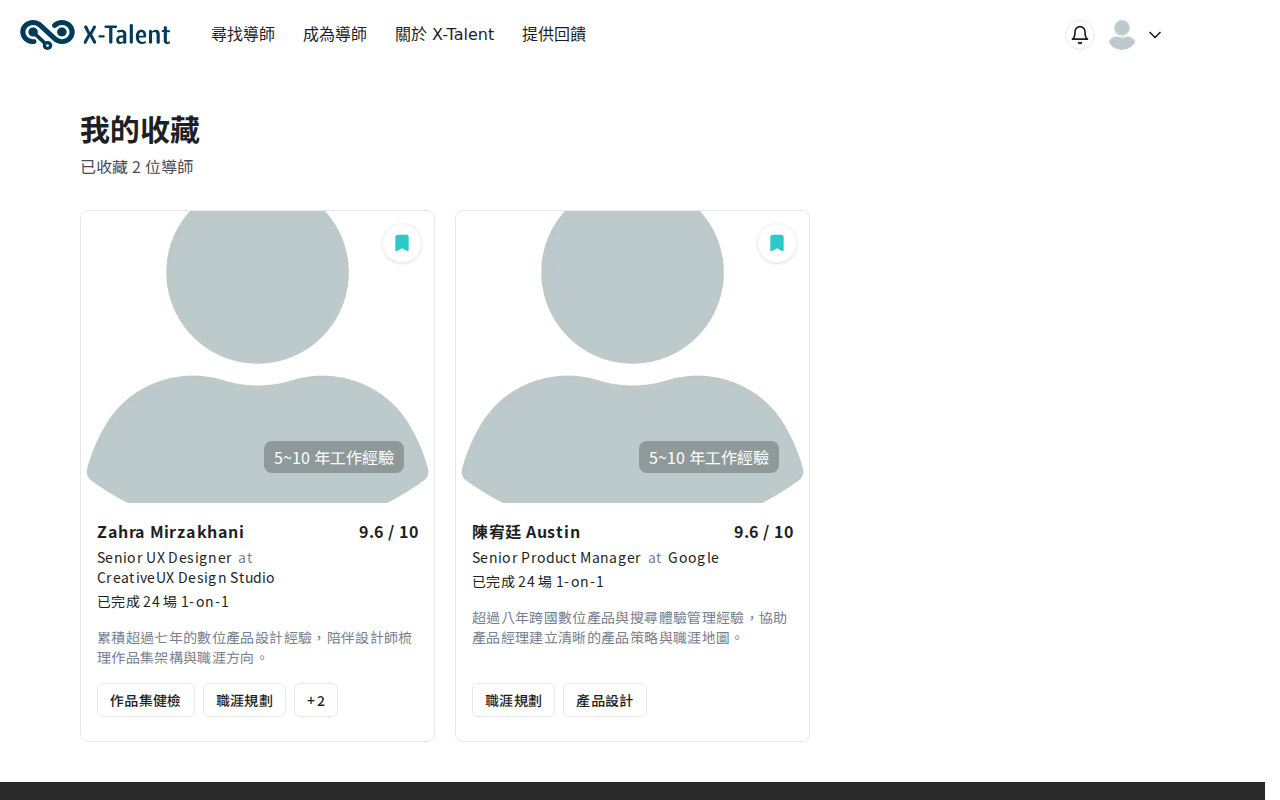 X-Talent
尋找導師
成為導師
關於 X-Talent
提供回饋
我的收藏
已收藏 2 位導師
5~10 年工作經驗
Zahra Mirzakhani
9.6 / 10
Senior UX Designer at
CreativeUX Design Studio
已完成 24 場 1-on-1
累積超過七年的數位產品設計經驗，陪伴設計師梳
理作品集架構與職涯方向。
作品集健檢
職涯規劃
+2
5~10 年工作經驗
陳宥廷 Austin
9.6 / 10
Senior Product Manager at Google
已完成 24 場 1-on-1
超過八年跨國數位產品與搜尋體驗管理經驗，協助
產品經理建立清晰的產品策略與職涯地圖。
職涯規劃
產品設計